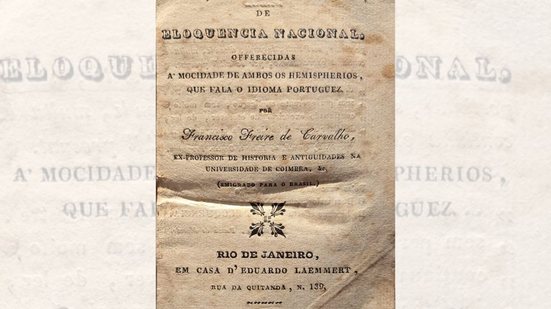 DE
ELOQUENCIA NACIONAL,
OFFERECIDAS
A' MOCIDADE DE AMBOS OS HEMISPHERIOS,
QUE FALA O IDIOMA PORTUGUEZ
POR
Francisco Freire de Carvalho,
EX-PROFESSOR DE HISTORIA E ANTIGUIDADES NA
UNIVERSIDADE DE COIMBRA, &c,
(EMIGRADO PARA O BRASIL.)
RIO DE JANEIRO,
EM CASA D'EDUARDO LAEMMERT,
RUA DA QUITANDA, N. 139,